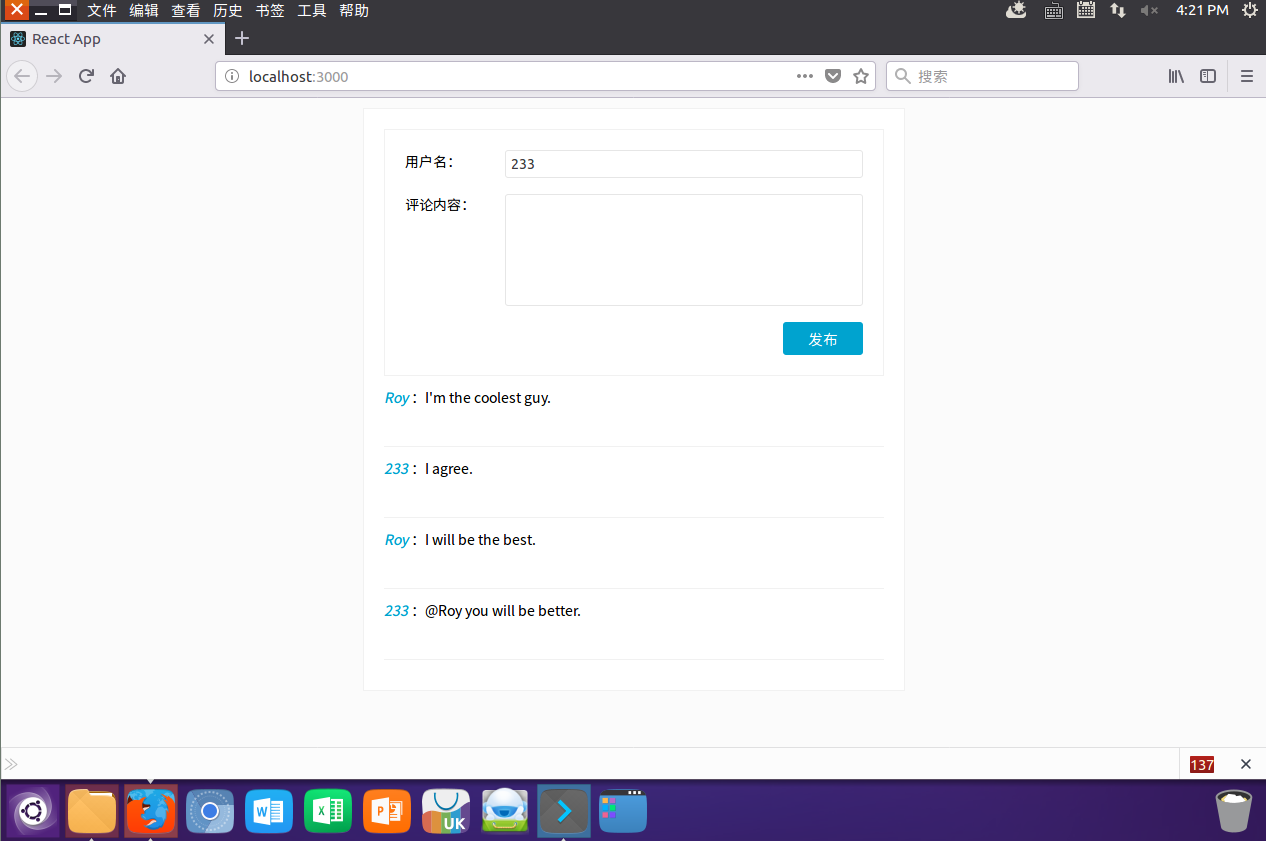 文件 编辑 查看 历史 书签 工具 帮助
4:21 PM
React App
localhost:3000
搜索
用户名：
233
评论内容：
发布
Roy： I'm the coolest guy.
233： I agree.
Roy： I will be the best.
233： @Roy you will be better.
137
W
X
P
UK